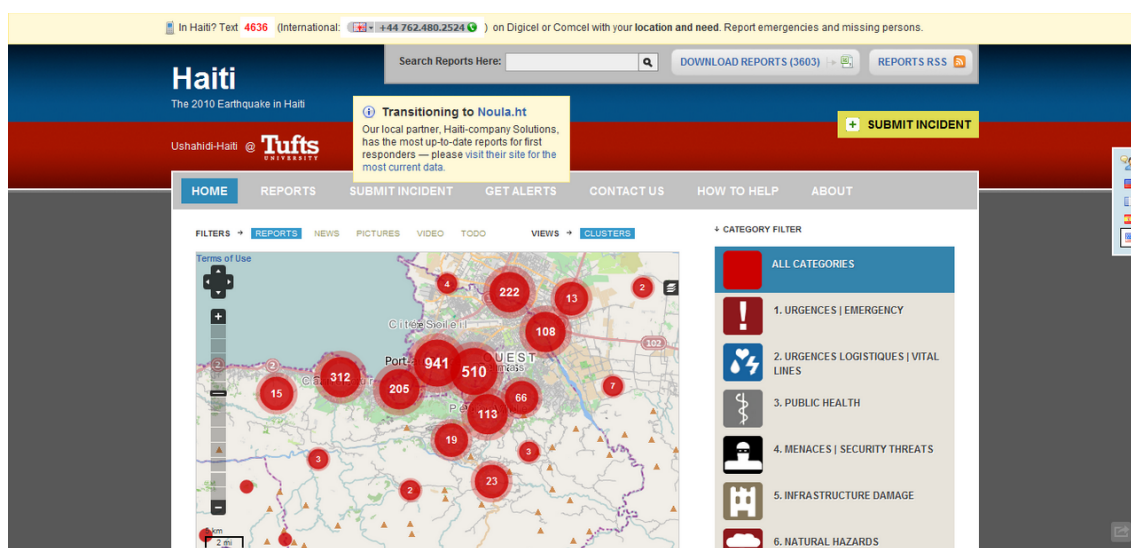 In Haiti? Text 4636 (International: +44 762.480.2524 ) on Digicel or Comcel with your location and need. Report emergencies and missing persons.
Search Reports Here:
DOWNLOAD REPORTS (3603)
REPORTS RSS
Haiti
The 2010 Earthquake in Haiti
Transitioning to Noula.ht
Our local partner, Haiti-company Solutions,
has the most up-to-date reports for first
responders — please visit their site for the
most current data.
SUBMIT INCIDENT
Ushahidi-Haiti @ Tufts
UNIVERSITY
HOME REPORTS SUBMIT INCIDENT GET ALERTS CONTACT US HOW TO HELP ABOUT
FILTERS → REPORTS NEWS PICTURES VIDEO TODO VIEWS → CLUSTERS
↓ CATEGORY FILTER
Terms of Use
ALL CATEGORIES
1. URGENCES | EMERGENCY
2. URGENCES LOGISTIQUES | VITAL
LINES
3. PUBLIC HEALTH
4. MENACES | SECURITY THREATS
5. INFRASTRUCTURE DAMAGE
6. NATURAL HAZARDS
4
222
13
2
Cité Soleil
108
102
Port-
941
510
OUEST
2
2
312
205
15
66
7
113
19
3
3
23
2
km
2 mi